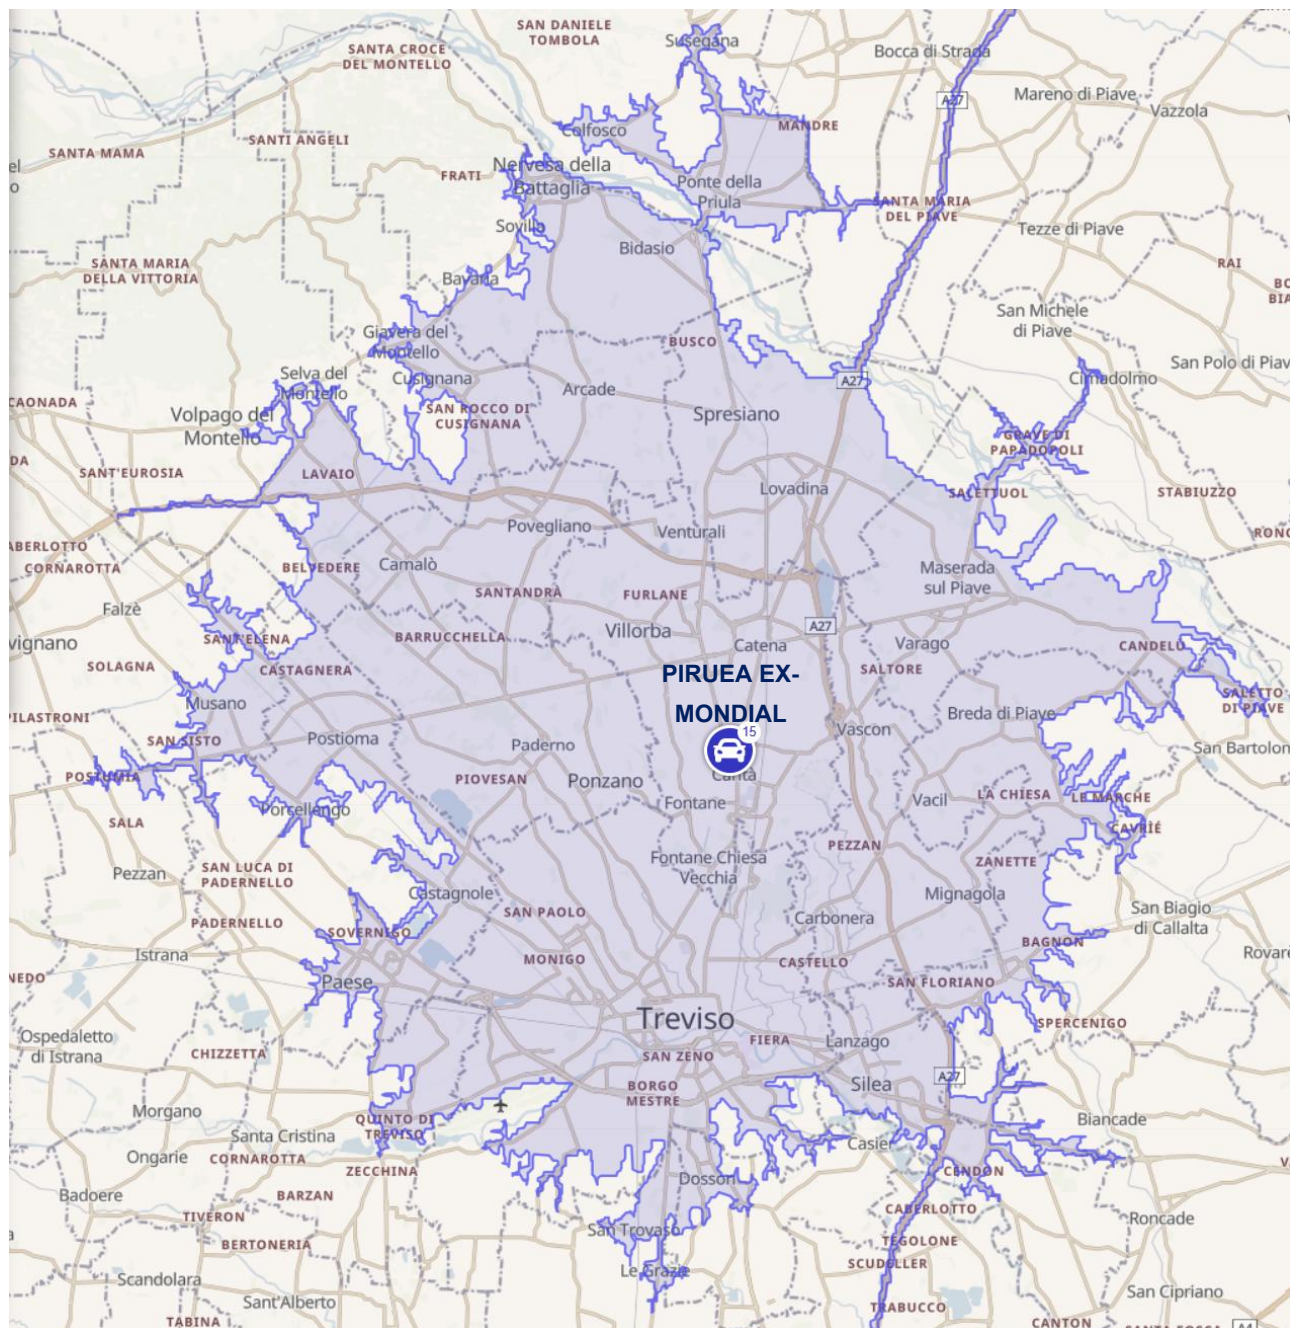 SAN DANIELE
TOMBOLA
Susegana
SANTA CROCE
DEL MONTELLO
Bocca di Strada
A27
Mareno di Piave
Vazzola
MANDRE
Colfosco
SANTI ANGELI
SANTA MAMA
FRATI
Nervesa della
Battaglia
Ponte della
Priula
SANTA MARIA
DEL PIAVE
Sovilla
Bidasio
Tezze di Piave
RAI
SANTA MARIA
DELLA VITTORIA
Bavaria
San Michele
di Piave
Giavera del
Montello
BUSCO
San Polo di Piav
Selva del
Montello
Cusignana
Arcade
A27
Cimadolmo
CAONADA
Volpago del
Montello
SAN ROCCO DI
CUSIGNANA
Spresiano
GRAVE DI
PAPADOPOLI
SANT'EUROSIA
LAVAIO
Lovadina
SALETTUOL
STABIUZZO
Povegliano
Venturali
ABERLOTTO
CORNAROTTA
BELVEDERE
Camalò
Maserada
sul Piave
Falzè
SANTANDRÀ
FURLANE
vignano
SANT'ELENA
BARRUCCHELLA
Villorba
A27
Catena
Varago
CANDELÙ
SOLAGNA
CASTAGNERA
PIRUEA EX-
MONDIAL
SALTORE
SALETTO
DI PIAVE
PILASTRONI
Musano
Breda di Piave
SAN SISTO
Postioma
Paderno
15
Vascon
San Bartolon
POSTUMIA
PIOVESAN
Ponzano
Carità
Porcellengo
Fontane
Vacil
LA CHIESA
LE MARCHE
SALA
CAVRIÈ
Pezzan
SAN LUCA DI
PADERNELLO
Fontane Chiesa
Vecchia
PEZZAN
ZANETTE
Castagnole
Mignagola
SAN PAOLO
San Biagio
di Callalta
PADERNELLO
SOVERNIGO
Carbonera
Istrana
MONIGO
CASTELLO
BAGNON
Rovarè
NEDO
Paese
SAN FLORIANO
Treviso
Ospedaletto
di Istrana
CHIZZETTA
SAN ZENO
FIERA
Lanzago
SPERCENIGO
A27
Silea
BORGO
MESTRE
Morgano
QUINTO DI
TREVISO
Santa Cristina
Casier
Biancade
Ongarie
CORNAROTTA
ZECCHINA
CENDON
Badoere
BARZAN
Dosson
CABERLOTTO
TIVERON
San Trovaso
Roncade
BERTONERIA
TEGOLONE
Le Grazie
SCUDELLER
Scandolara
San Cipriano
Sant'Alberto
TRABUCCO
TABINA
CANTON
A4